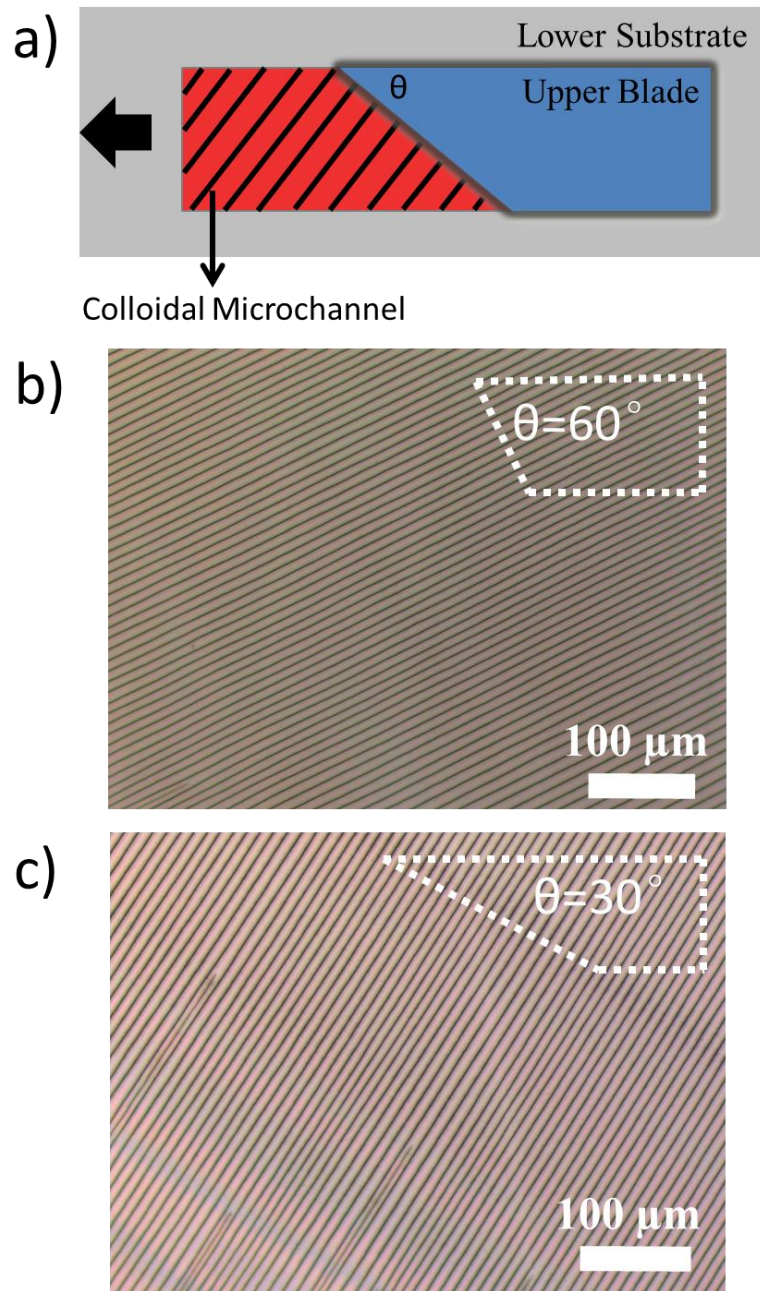 a)
Lower Substrate
θ
Upper Blade
Colloidal Microchannel
b)
θ=60°
100 µm
c)
θ=30°
100 µm